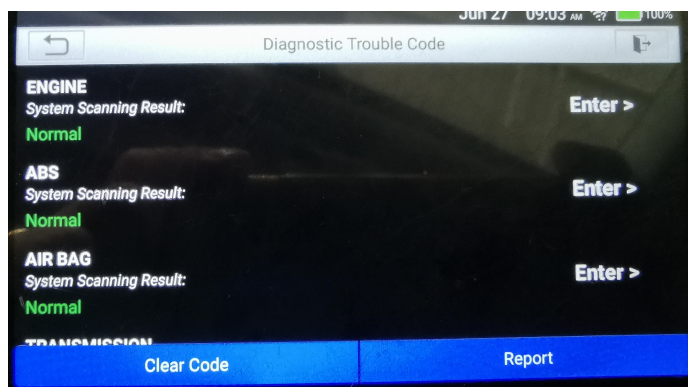 Jun 27 09:03 AM 100%
Diagnostic Trouble Code
ENGINE
System Scanning Result:
Enter >
Normal
ABS
System Scanning Result:
Enter >
Normal
AIR BAG
System Scanning Result:
Enter >
Normal
TRANSMISSION
Clear Code Report